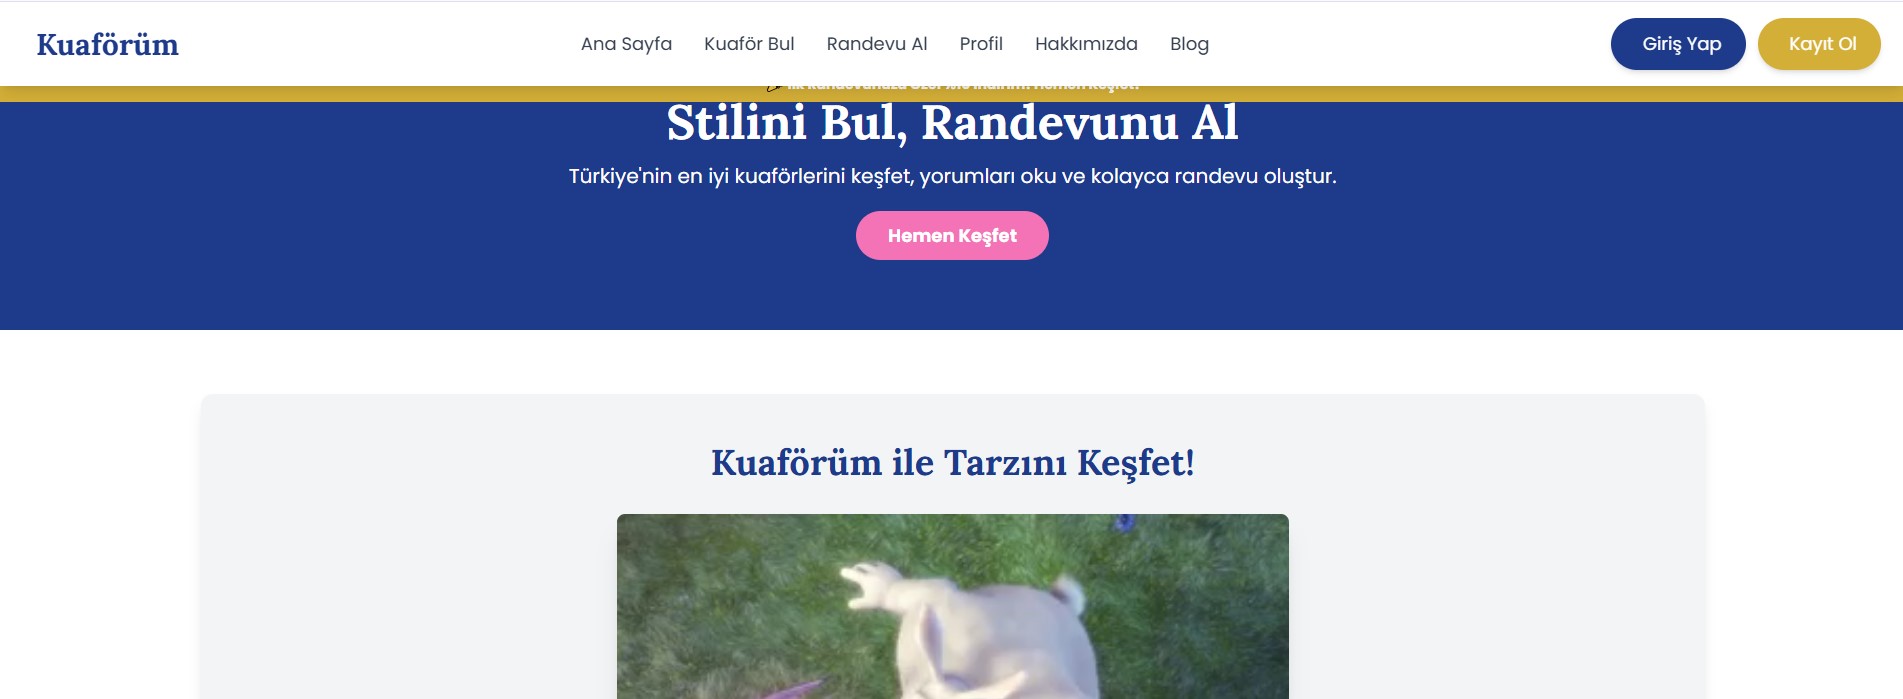 Kuaförüm
Ana Sayfa Kuaför Bul Randevu Al Profil Hakkımızda Blog
Giriş Yap Kayıt Ol
Stilini Bul, Randevunu Al
Türkiye'nin en iyi kuaförlerini keşfet, yorumları oku ve kolayca randevu oluştur.
Hemen Keşfet
Kuaförüm ile Tarzını Keşfet!